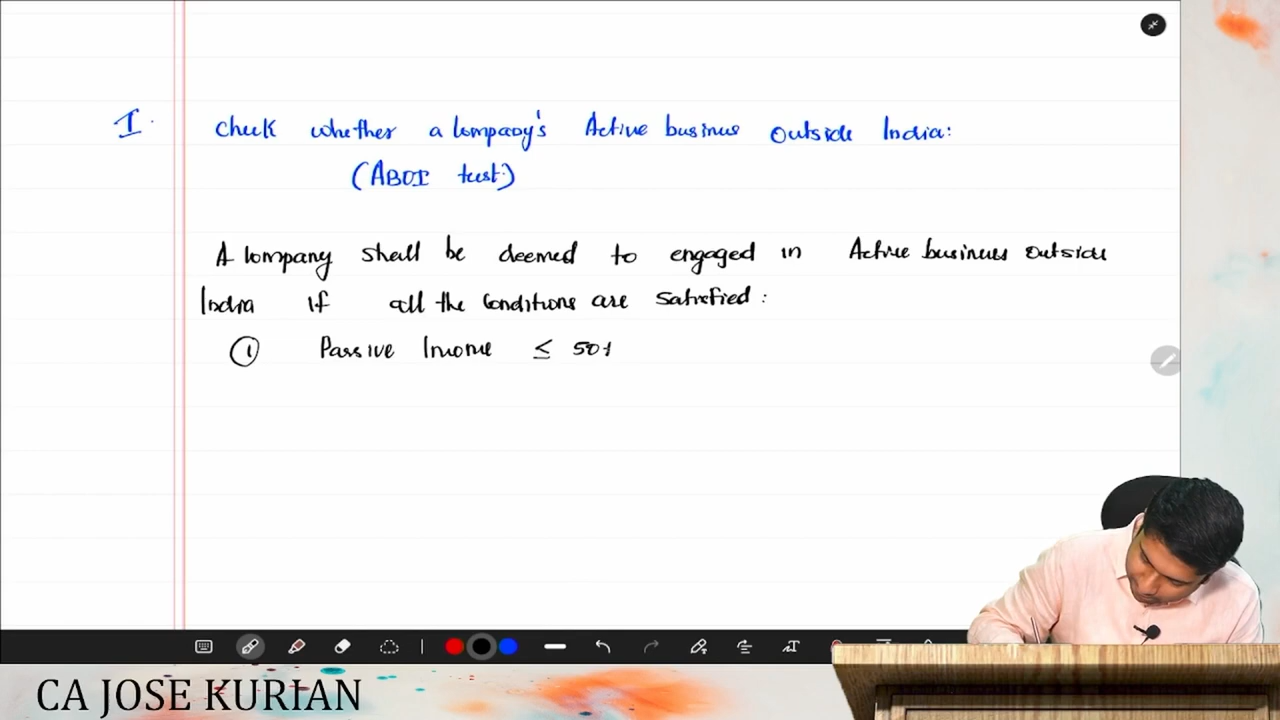 I. Check whether a Company's Active business Outside India:
(ABOI test)
A Company shall be deemed to engaged in Active business outside
India if all the Conditions are satisfied :
① Passive Income ≤ 50%
CA JOSE KURIAN